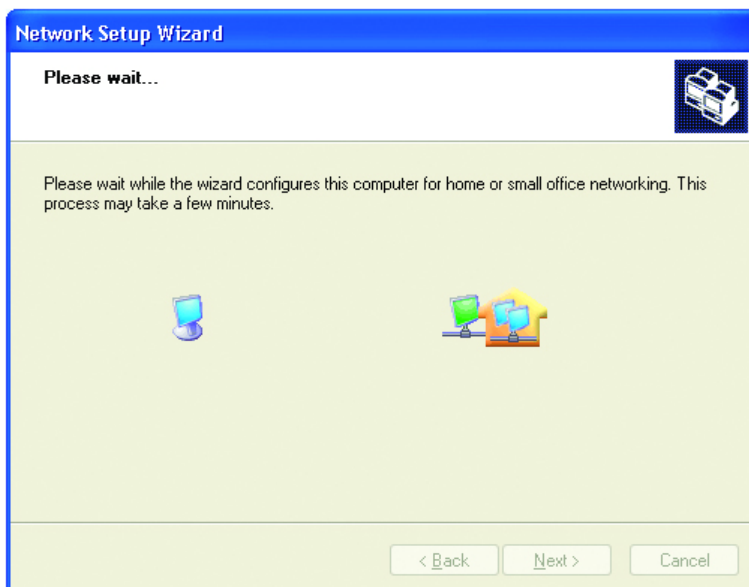 Network Setup Wizard
Please wait...
Please wait while the wizard configures this computer for home or small office networking. This
process may take a few minutes.
< Back Next > Cancel